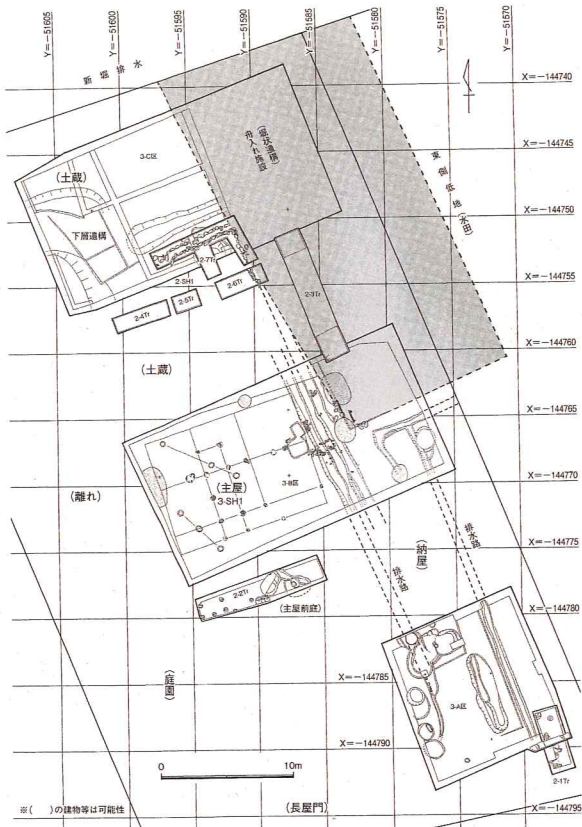 Y=-51605
Y=-51600
Y=-51595
Y=-51590
Y=-51585
Y=-51580
Y=-51575
Y=-51570
新堀排水
X=-144740
X=-144745
X=-144750
X=-144755
X=-144760
X=-144765
X=-144770
X=-144775
X=-144780
X=-144785
X=-144790
X=-144795
3-C区
(土蔵)
下層遺構
舟入れ施設
東側低地(水田)
2-7Tr
2-SH1
2-6Tr
2-5Tr
2-4Tr
2-3Tr
(土蔵)
(離れ)
(主屋)
3-SH1
3-B区
排水路
排水路
(納屋)
2-2Tr
(主屋前庭)
(庭園)
3-A区
2-1Tr
0
10m
※( )の建物等は可能性
(長屋門)